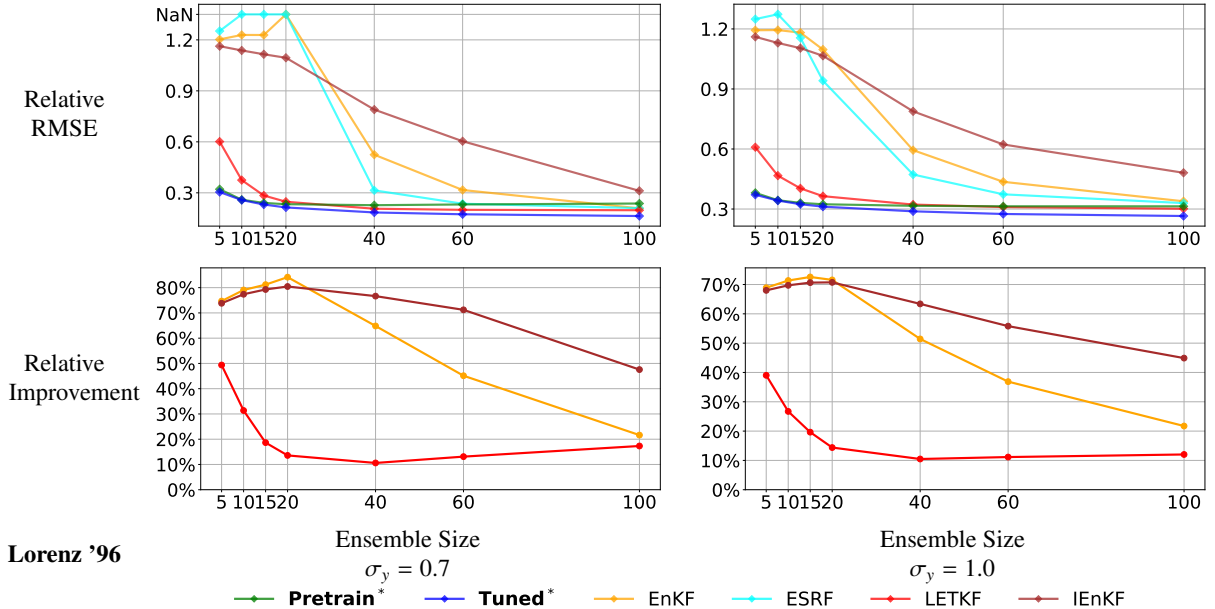 Relative
RMSE
NaN
1.2
0.9
0.6
0.3
5 10 15 20 40 60 100
1.2
0.9
0.6
0.3
5 10 15 20 40 60 100
Relative
Improvement
80%
70%
60%
50%
40%
30%
20%
10%
0%
5 10 15 20 40 60 100
70%
60%
50%
40%
30%
20%
10%
0%
5 10 15 20 40 60 100
Lorenz '96
Ensemble Size
σ_y = 0.7
Ensemble Size
σ_y = 1.0
Pretrain* Tuned* EnKF ESRF LETKF IEnKF